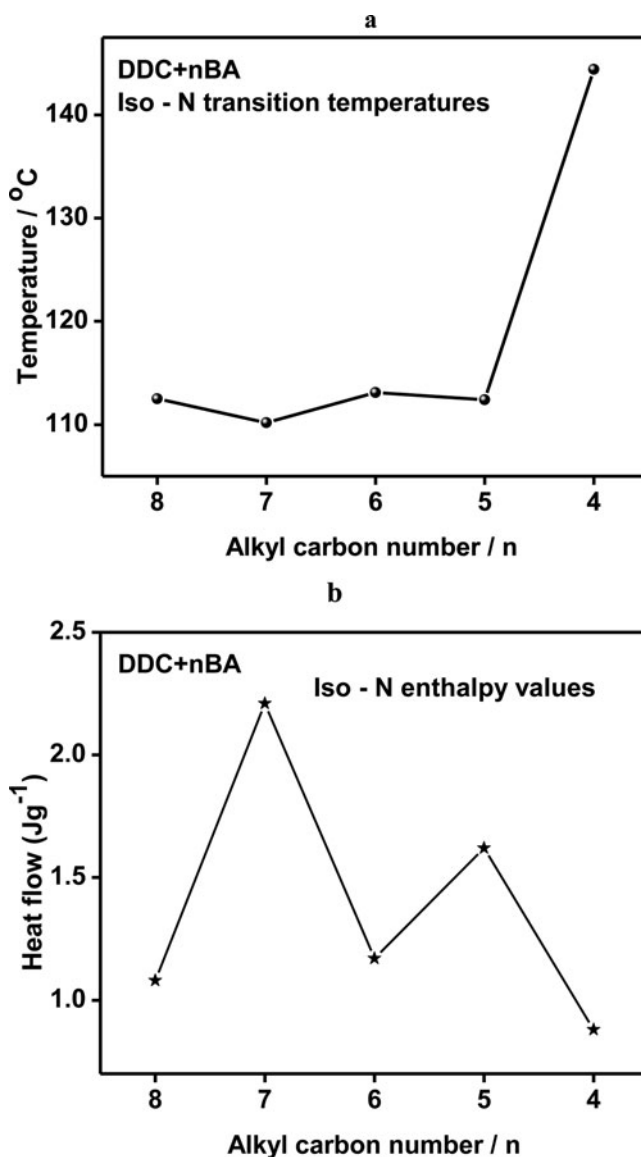 a
DDC+nBA
Iso - N transition temperatures
Temperature / ºC
140
130
120
110
8 7 6 5 4
Alkyl carbon number / n
b
DDC+nBA
Iso - N enthalpy values
Heat flow (Jg⁻¹)
2.5
2.0
1.5
1.0
8 7 6 5 4
Alkyl carbon number / n